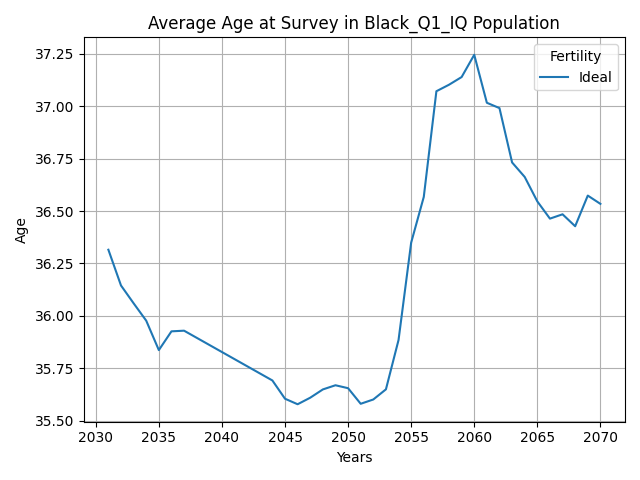 Average Age at Survey in Black_Q1_IQ Population
Fertility
Ideal
37.25
37.00
36.75
36.50
36.25
36.00
35.75
35.50
Age
2030 2035 2040 2045 2050 2055 2060 2065 2070
Years